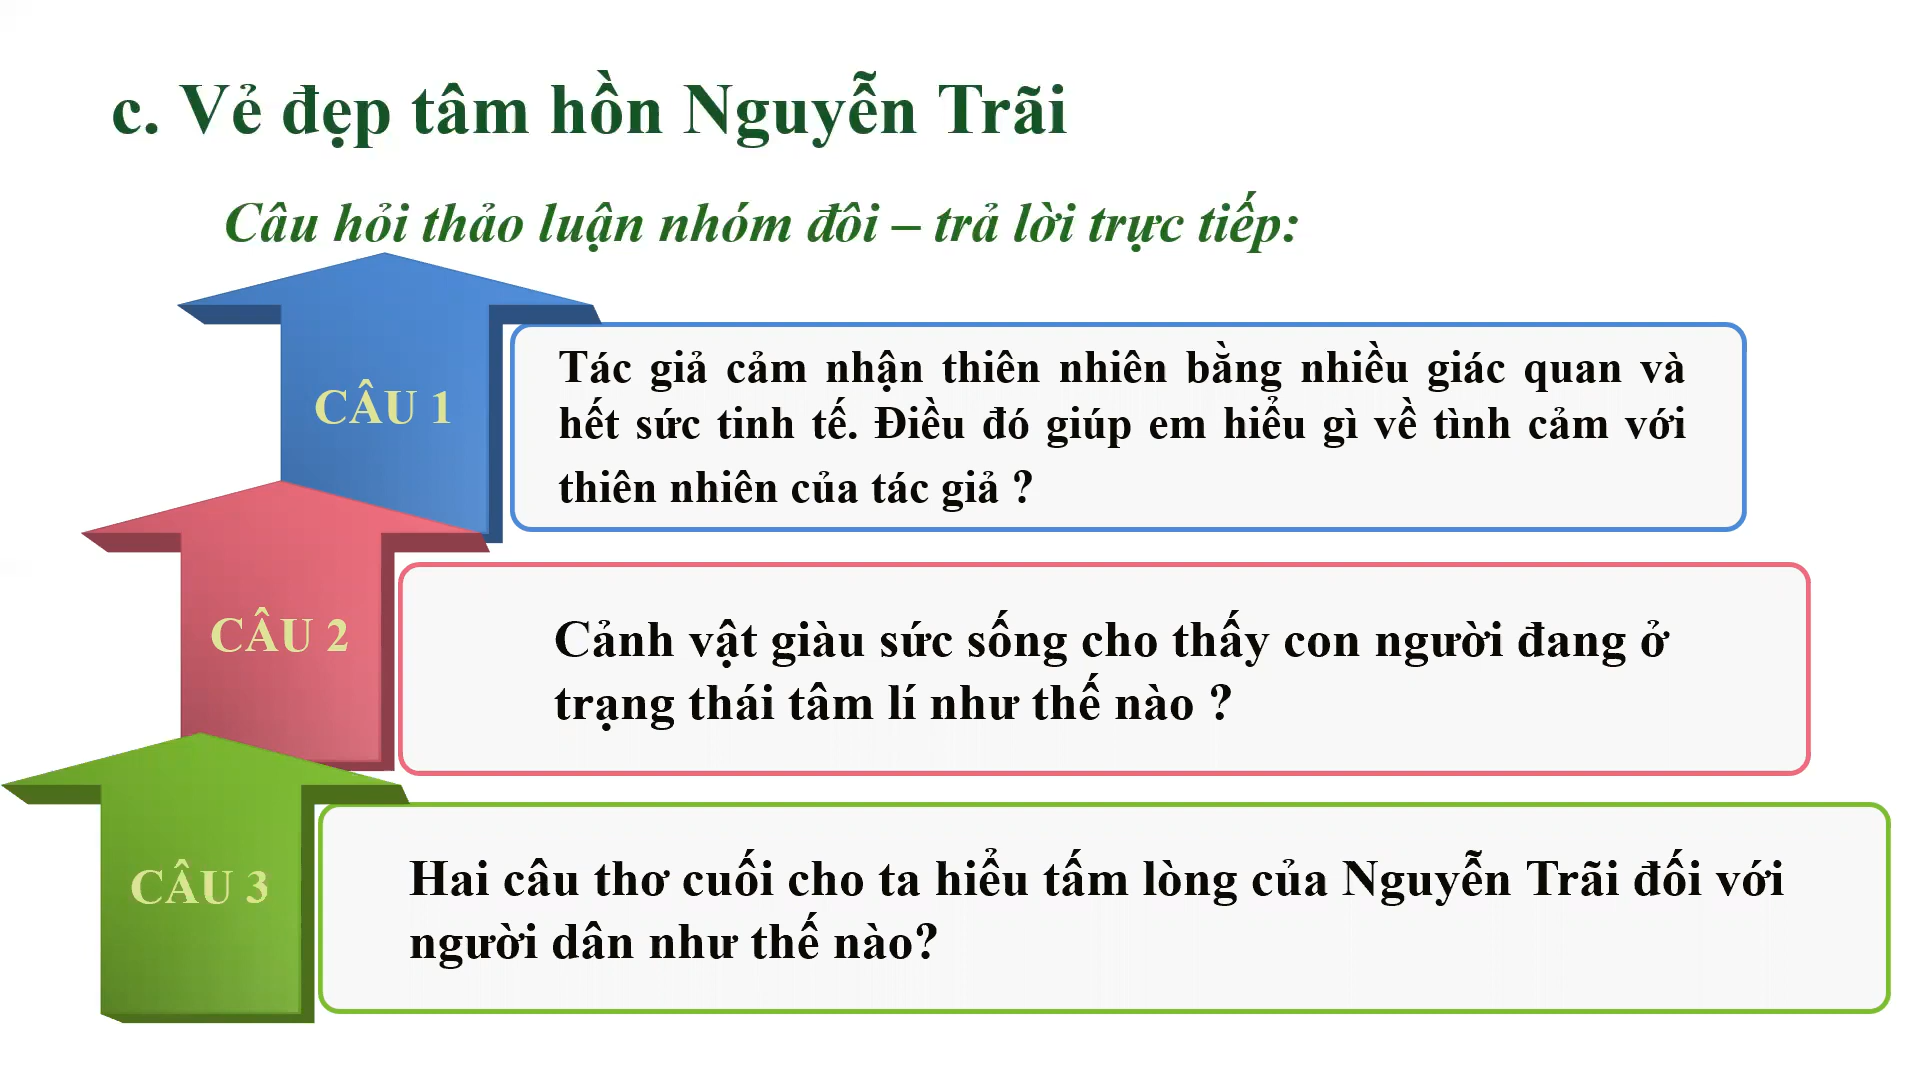 c. Vẻ đẹp tâm hồn Nguyễn Trãi
Câu hỏi thảo luận nhóm đôi – trả lời trực tiếp:
CÂU 1
Tác giả cảm nhận thiên nhiên bằng nhiều giác quan và
hết sức tinh tế. Điều đó giúp em hiểu gì về tình cảm với
thiên nhiên của tác giả ?
CÂU 2
Cảnh vật giàu sức sống cho thấy con người đang ở
trạng thái tâm lí như thế nào ?
CÂU 3
Hai câu thơ cuối cho ta hiểu tấm lòng của Nguyễn Trãi đối với
người dân như thế nào?